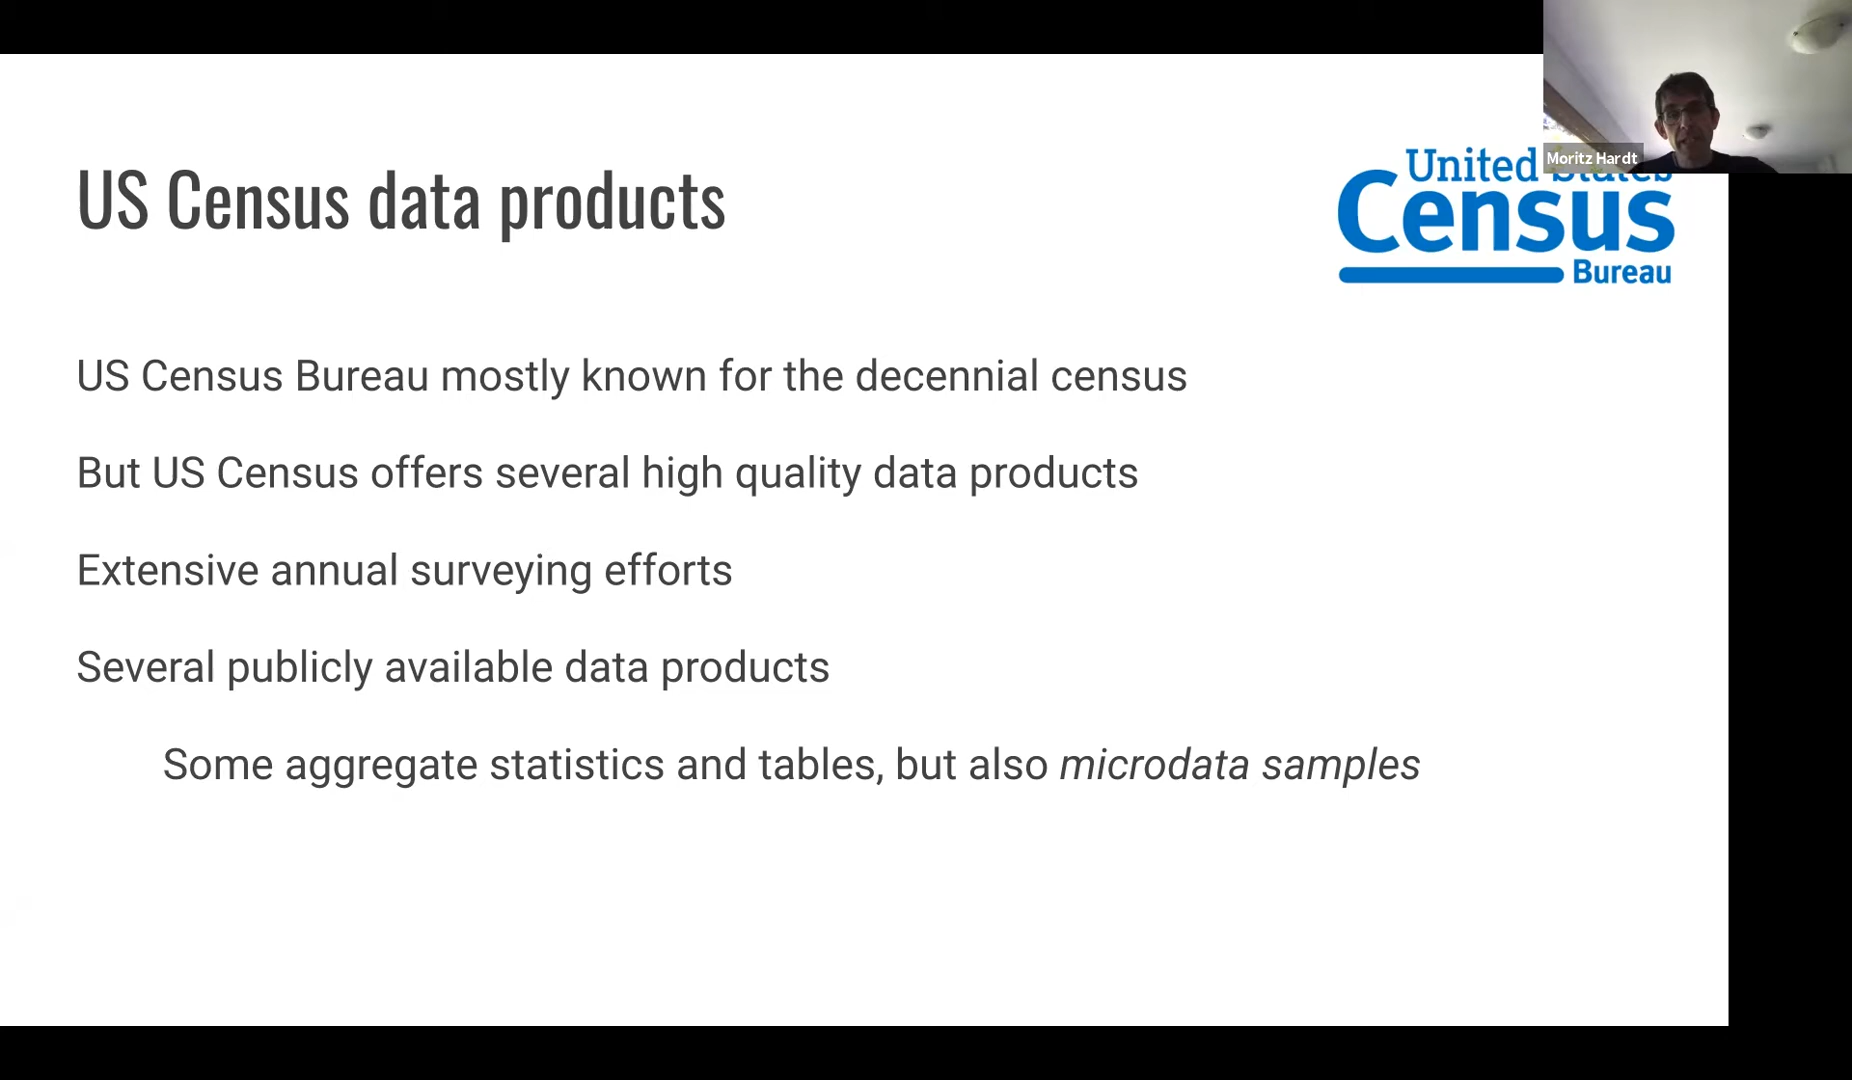 Moritz Hardt
United States
Census
Bureau
US Census data products
US Census Bureau mostly known for the decennial census
But US Census offers several high quality data products
Extensive annual surveying efforts
Several publicly available data products
Some aggregate statistics and tables, but also microdata samples